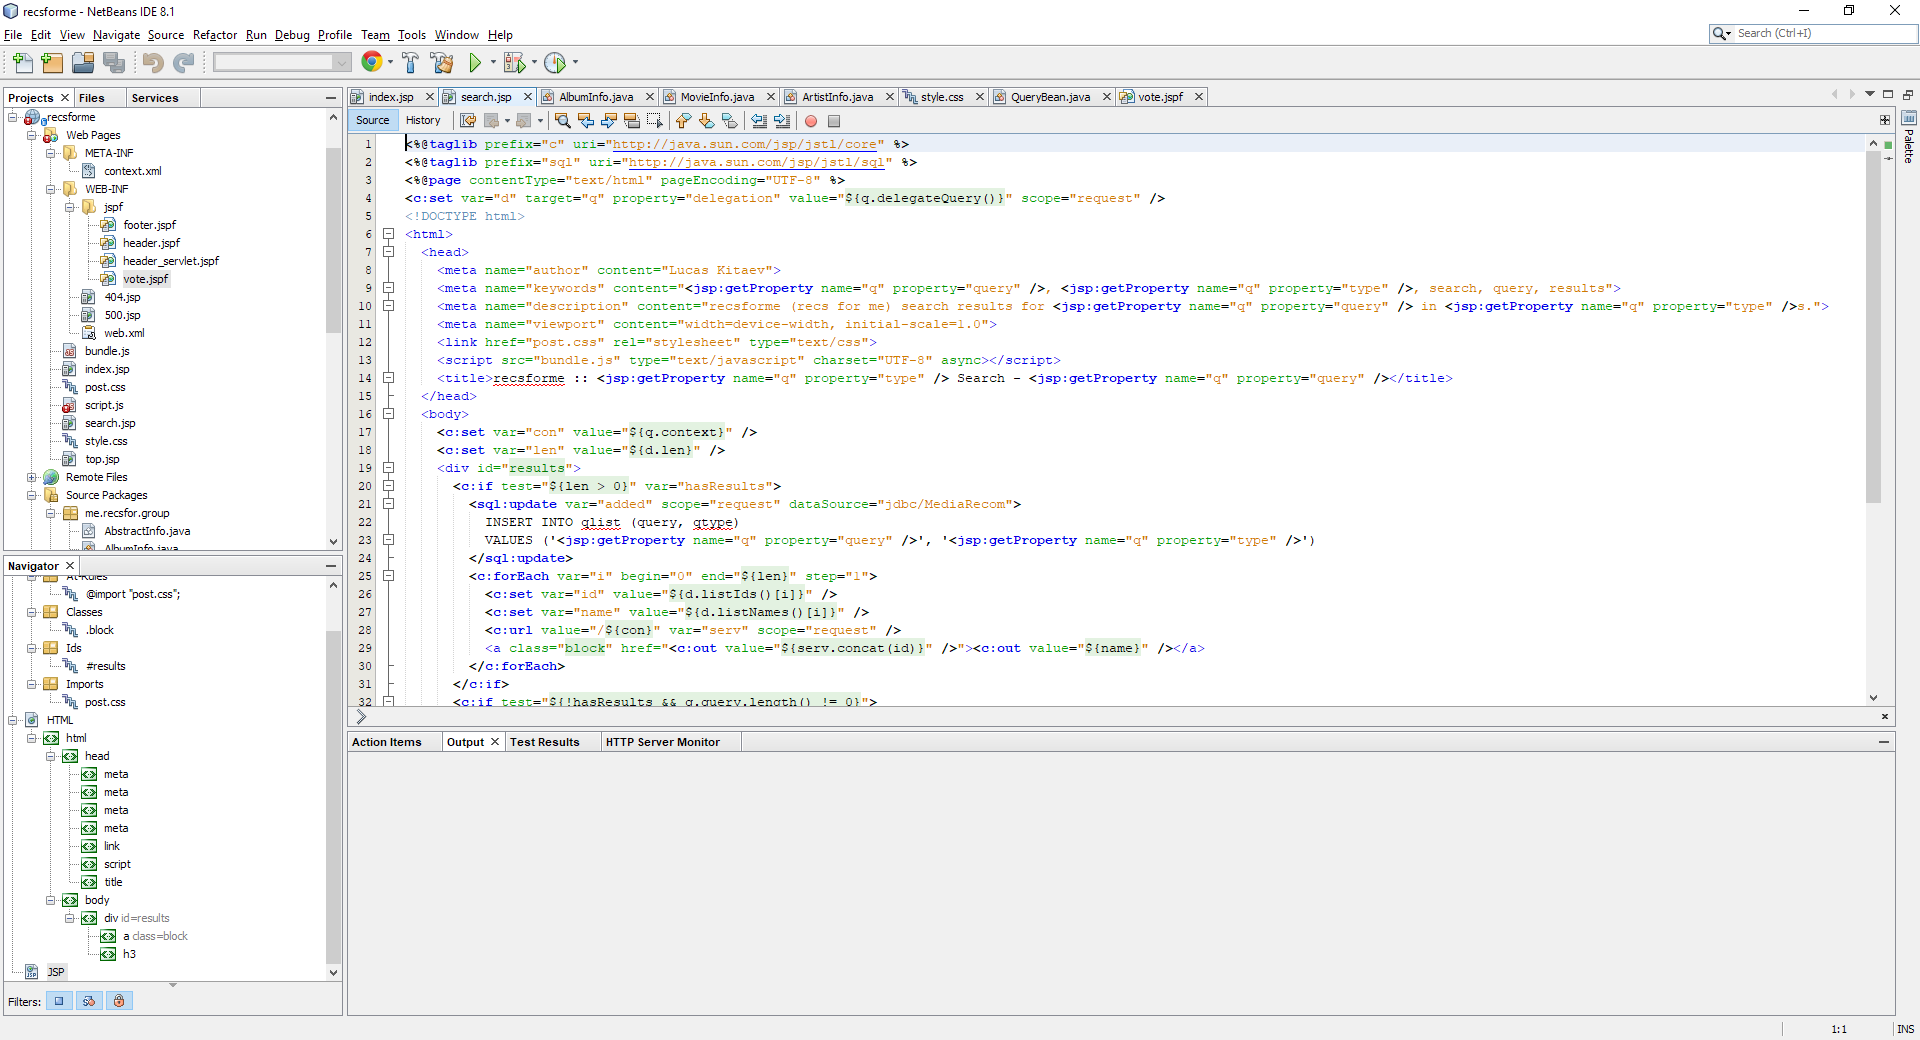 recsforme - NetBeans IDE 8.1
File Edit View Navigate Source Refactor Run Debug Profile Team Tools Window Help
Search (Ctrl+I)
Projects Files Services
recsforme
Web Pages
META-INF
context.xml
WEB-INF
jspf
footer.jspf
header.jspf
header_servlet.jspf
vote.jspf
404.jsp
500.jsp
web.xml
bundle.js
index.jsp
post.css
script.js
search.jsp
style.css
top.jsp
Remote Files
Source Packages
me.recsfor.group
AbstractInfo.java
AlbumInfo.java
Navigator
At-Rules
@import "post.css";
Classes
.block
Ids
#results
Imports
post.css
HTML
html
head
meta
meta
meta
meta
link
script
title
body
div id=results
a class=block
h3
JSP
Filters:
index.jsp search.jsp AlbumInfo.java MovieInfo.java ArtistInfo.java style.css QueryBean.java vote.jspf
Source History
Palette
1 <%@taglib prefix="c" uri="http://java.sun.com/jsp/jstl/core" %>
2 <%@taglib prefix="sql" uri="http://java.sun.com/jsp/jstl/sql" %>
3 <%@page contentType="text/html" pageEncoding="UTF-8" %>
4 <c:set var="d" target="q" property="delegation" value="${q.delegateQuery()}" scope="request" />
5 <!DOCTYPE html>
6 <html>
7 <head>
8 <meta name="author" content="Lucas Kitaev">
9 <meta name="keywords" content="<jsp:getProperty name="q" property="query" />, <jsp:getProperty name="q" property="type" />, search, query, results">
10 <meta name="description" content="recsforme (recs for me) search results for <jsp:getProperty name="q" property="query" /> in <jsp:getProperty name="q" property="type" />s.">
11 <meta name="viewport" content="width=device-width, initial-scale=1.0">
12 <link href="post.css" rel="stylesheet" type="text/css">
13 <script src="bundle.js" type="text/javascript" charset="UTF-8" async></script>
14 <title>recsforme :: <jsp:getProperty name="q" property="type" /> Search - <jsp:getProperty name="q" property="query" /></title>
15 </head>
16 <body>
17 <c:set var="con" value="${q.context}" />
18 <c:set var="len" value="${d.len}" />
19 <div id="results">
20 <c:if test="${len > 0}" var="hasResults">
21 <sql:update var="added" scope="request" dataSource="jdbc/MediaRecom">
22 INSERT INTO qlist (query, qtype)
23 VALUES ('<jsp:getProperty name="q" property="query" />', '<jsp:getProperty name="q" property="type" />')
24 </sql:update>
25 <c:forEach var="i" begin="0" end="${len}" step="1">
26 <c:set var="id" value="${d.listIds()[i]}" />
27 <c:set var="name" value="${d.listNames()[i]}" />
28 <c:url value="/${con}" var="serv" scope="request" />
29 <a class="block" href="<c:out value="${serv.concat(id)}" />"><c:out value="${name}" /></a>
30 </c:forEach>
31 </c:if>
32 <c:if test="${!hasResults && q.query.length() != 0}">
Action Items Output Test Results HTTP Server Monitor
1:1 INS